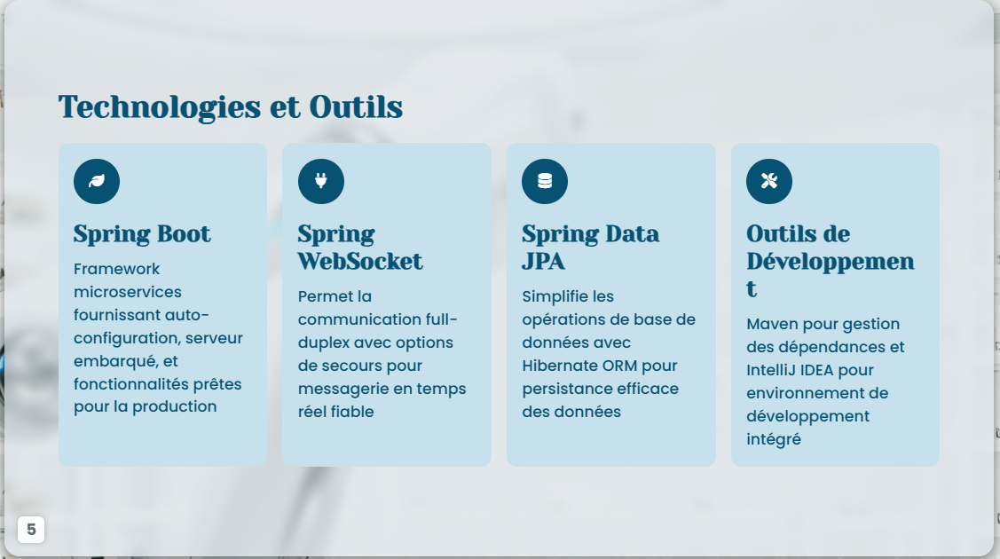 Technologies et Outils
Spring Boot
Framework
microservices
fournissant auto-
configuration, serveur
embarqué, et
fonctionnalités prêtes
pour la production
Spring
WebSocket
Permet la
communication full-
duplex avec options
de secours pour
messagerie en temps
réel fiable
Spring Data
JPA
Simplifie les
opérations de base de
données avec
Hibernate ORM pour
persistance efficace
des données
Outils de
Développemen
t
Maven pour gestion
des dépendances et
IntelliJ IDEA pour
environnement de
développement
intégré
5